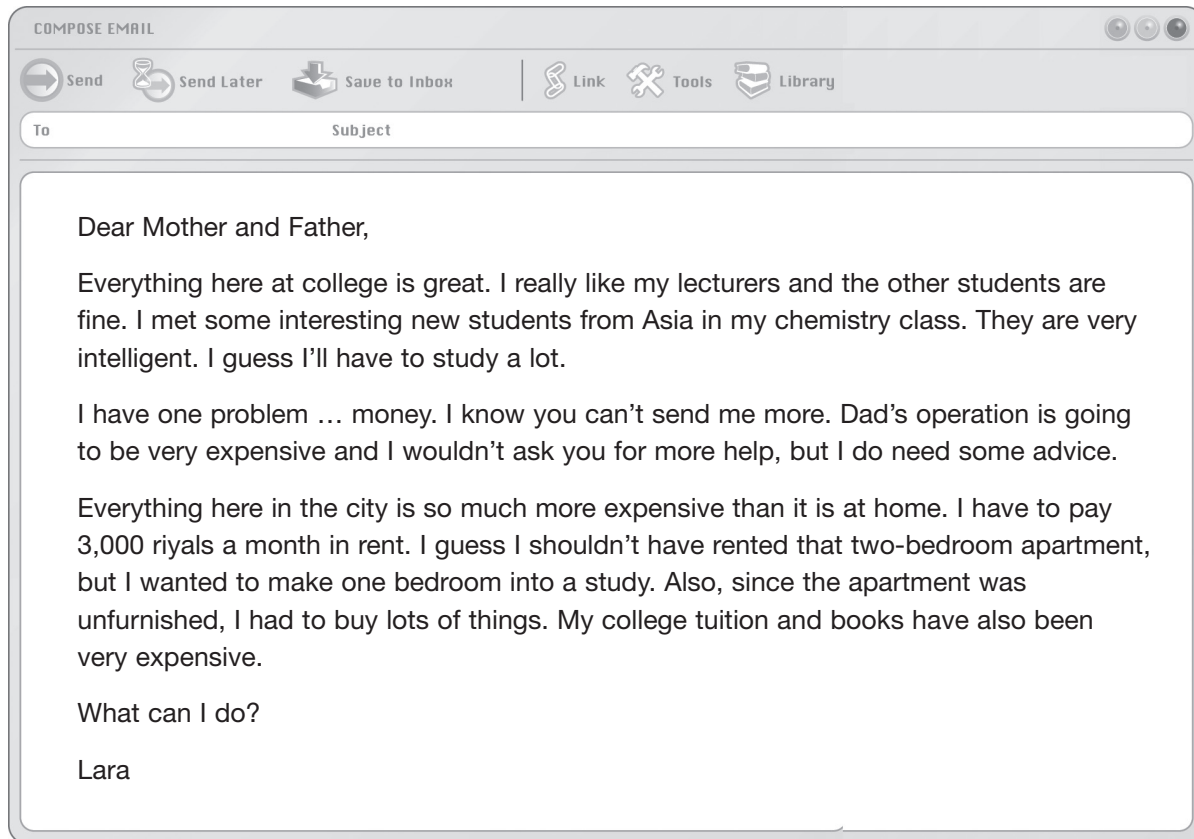 COMPOSE EMAIL
Send Send Later Save to Inbox Link Tools Library
To Subject
Dear Mother and Father,
Everything here at college is great. I really like my lecturers and the other students are
fine. I met some interesting new students from Asia in my chemistry class. They are very
intelligent. I guess I’ll have to study a lot.
I have one problem … money. I know you can’t send me more. Dad’s operation is going
to be very expensive and I wouldn’t ask you for more help, but I do need some advice.
Everything here in the city is so much more expensive than it is at home. I have to pay
3,000 riyals a month in rent. I guess I shouldn’t have rented that two-bedroom apartment,
but I wanted to make one bedroom into a study. Also, since the apartment was
unfurnished, I had to buy lots of things. My college tuition and books have also been
very expensive.
What can I do?
Lara